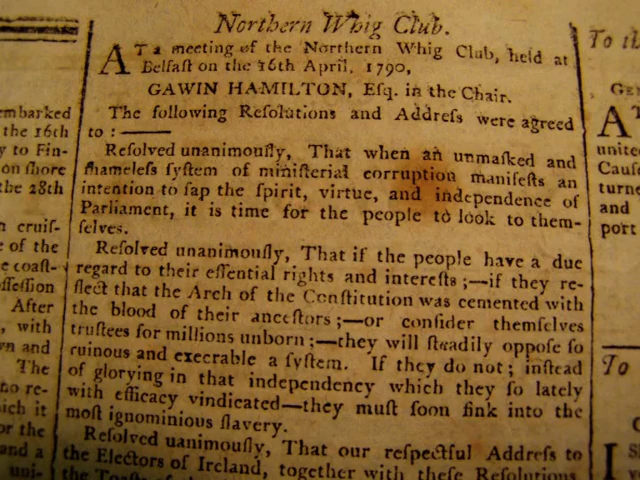 Northern Whig Club.
AT a meeting of the Northern Whig Club, held at
Belfast on the 16th April, 1790,
GAWIN HAMILTON, Esq. in the Chair.
The following Resolutions and Address were agreed
to:——
Reſolved unanimouſly, That when an unmasked and
ſhameleſs ſyſtem of miniſterial corruption manifeſts an
intention to ſap the ſpirit, virtue, and independence of
Parliament, it is time for the people to look to them-
ſelves.
Reſolved unanimouſly, That if the people have a due
regard to their eſſential rights and intereſts;—if they re-
flect that the Arch of the Conſtitution was cemented with
the blood of their anceſtors;—or conſider themſelves
truſtees for millions unborn;—they will ſteadily oppoſe ſo
ruinous and execrable a ſyſtem. If they do not; inſtead
of glorying in that independency which they ſo lately
with efficacy vindicated—they muſt ſoon ſink into the
moſt ignominious ſlavery.
Reſolved uanimouſly, That our reſpectful Addreſs to
the Electors of Ireland, together with theſe Reſolutions
embarked
the 16th
y to Fin-
on ſhore
the 28th
n cruiſ-
e of the
e coaſt-
ſſeſſion
After
, with
wn and
The
no re-
ich it
or the
and a
uni-
To th
GEN
AT
united
Cauſe
turne
and
port
To